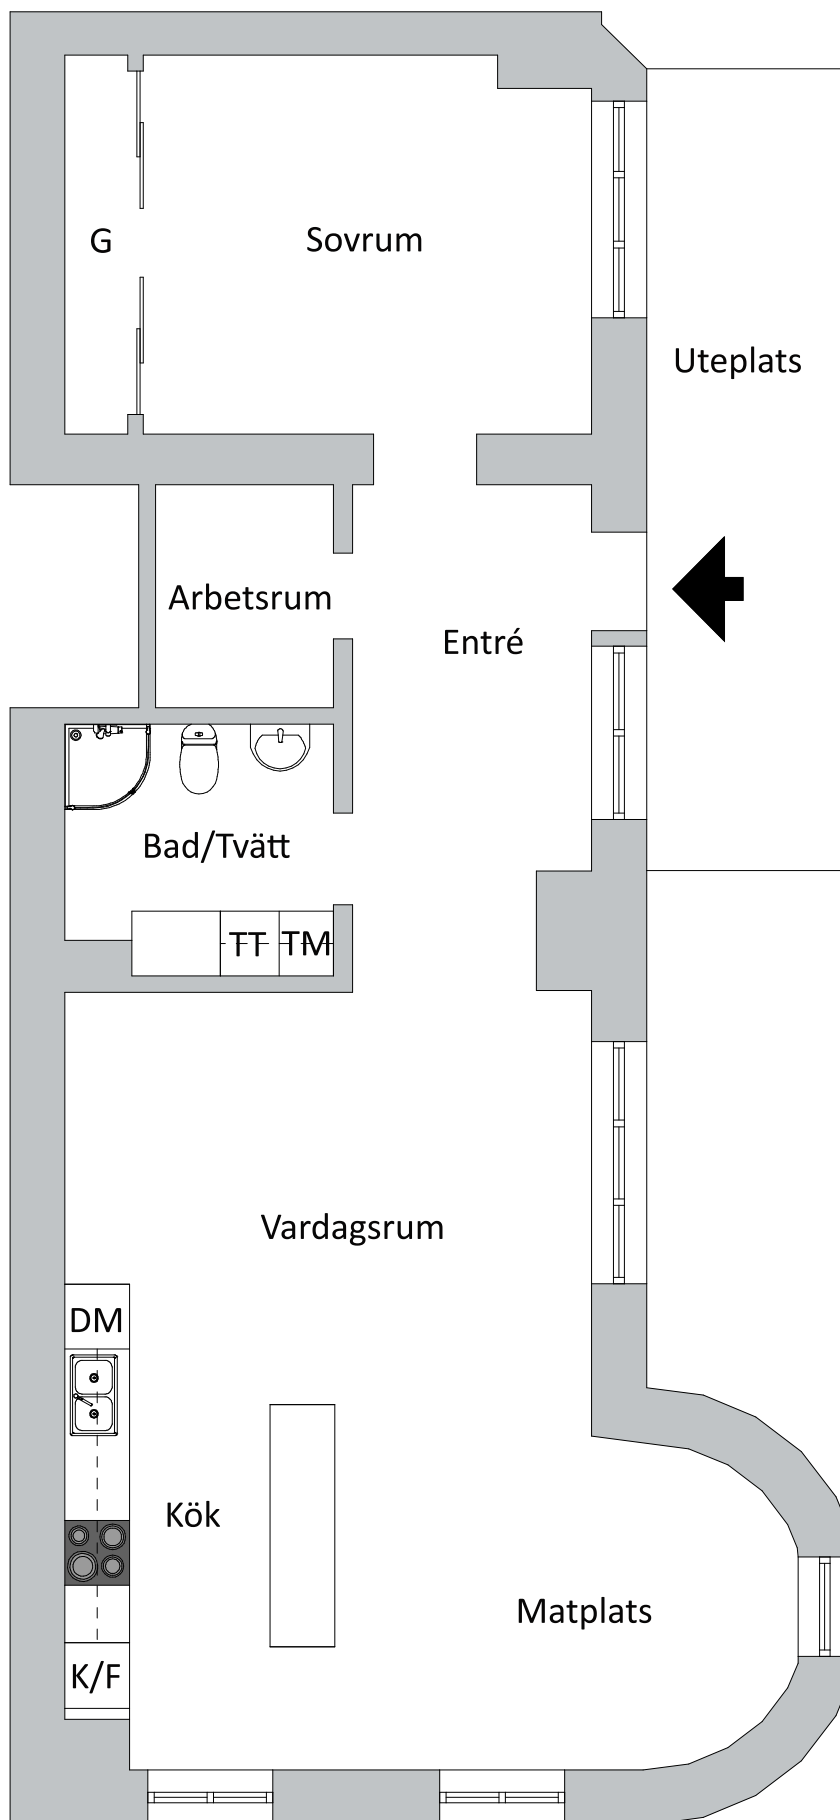 G
Sovrum
Uteplats
Arbetsrum
Entré
Bad/Tvätt
TT
TM
Vardagsrum
DM
Kök
Matplats
K/F